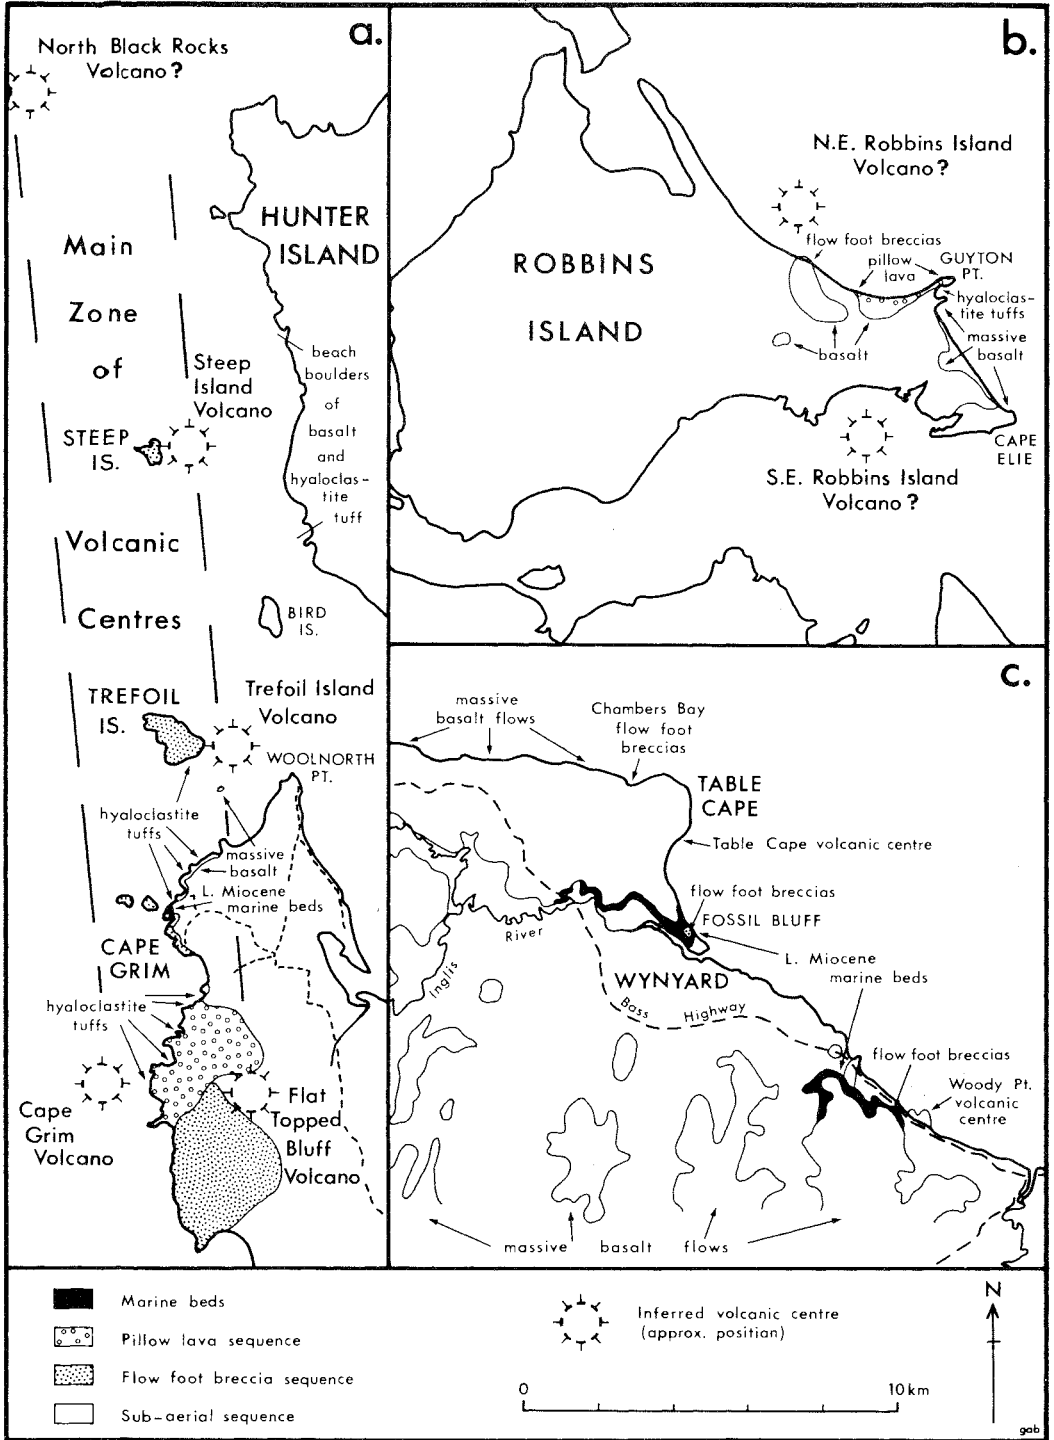 a.
North Black Rocks
Volcano?
HUNTER
ISLAND
Main
Zone
of
Volcanic
Centres
Steep
Island
Volcano
STEEP
IS.
beach
boulders
of
basalt
and
hyaloclas-
tite
tuff
BIRD
IS.
TREFOIL
IS.
Trefoil Island
Volcano
WOOLNORTH
PT.
hyaloclastite
tuffs
massive
basalt
L. Miocene
marine beds
CAPE
GRIM
hyaloclastite
tuffs
Cape
Grim
Volcano
Flat
Topped
Bluff
Volcano
b.
N.E. Robbins Island
Volcano?
ROBBINS
ISLAND
flow foot breccias
pillow
lava
GUYTON
PT.
hyaloclas-
tite tuffs
massive
basalt
basalt
CAPE
ELIE
S.E. Robbins Island
Volcano?
c.
massive
basalt flows
Chambers Bay
flow foot
breccias
TABLE
CAPE
Table Cape volcanic centre
flow foot breccias
FOSSIL BLUFF
L. Miocene
marine beds
River
Inglis
WYNYARD
Bass Highway
flow foot breccias
Woody Pt.
volcanic
centre
massive basalt flows
Marine beds
Pillow lava sequence
Flow foot breccia sequence
Sub-aerial sequence
Inferred volcanic centre
(approx. positian)
N
0 10 km
gab